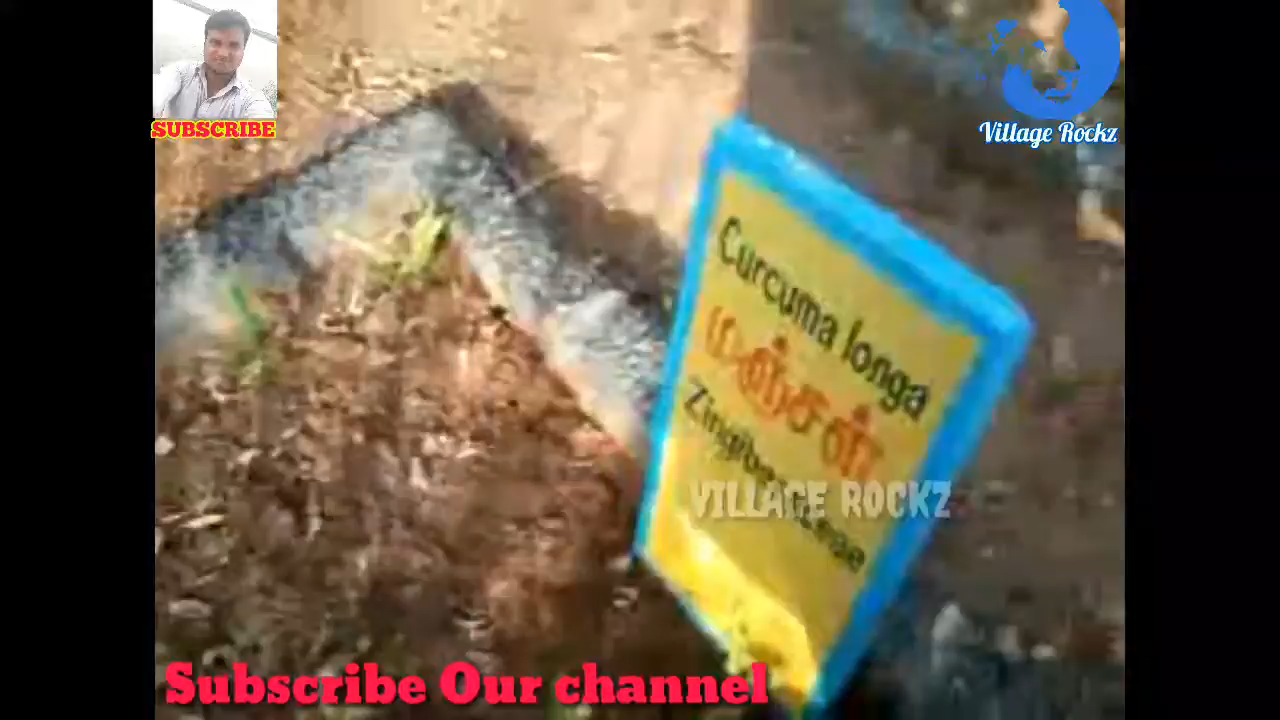 SUBSCRIBE
Village Rockz
Curcuma longa
மஞ்சள்
VILLAGE ROCKZ
Subscribe Our channel